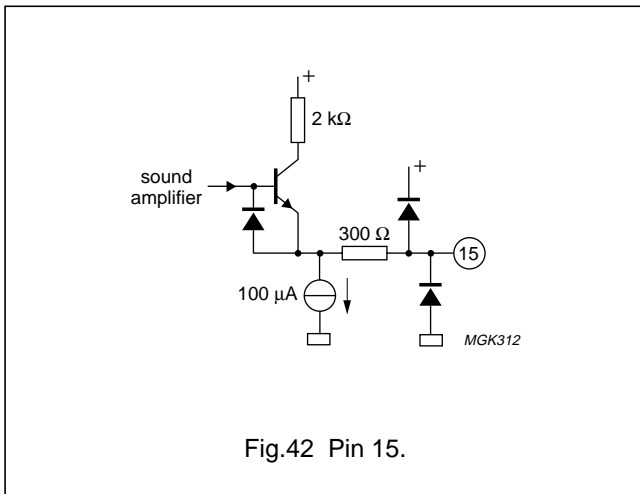 +
2 kΩ
sound
amplifier
+
300 Ω
15
100 μA
MGK312
Fig.42 Pin 15.